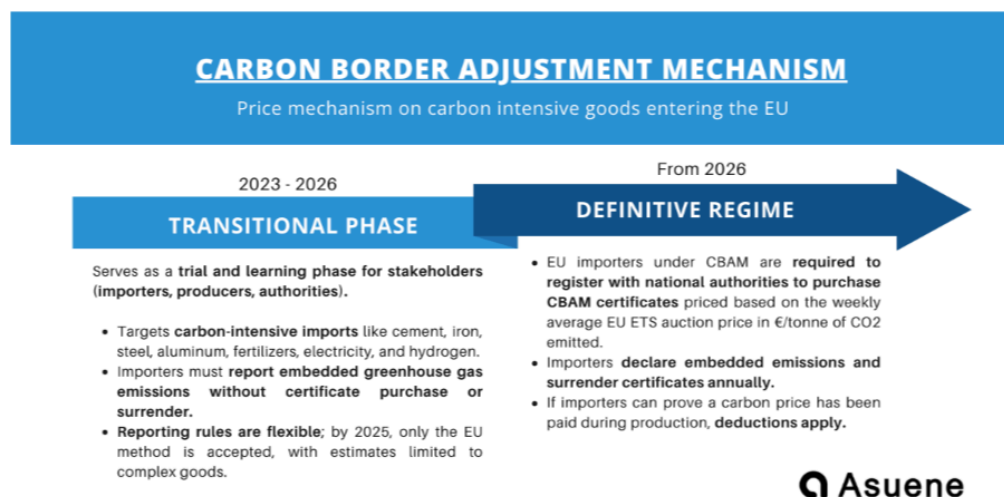 CARBON BORDER ADJUSTMENT MECHANISM
Price mechanism on carbon intensive goods entering the EU
2023 - 2026
TRANSITIONAL PHASE
Serves as a trial and learning phase for stakeholders
(importers, producers, authorities).
• Targets carbon-intensive imports like cement, iron,
steel, aluminum, fertilizers, electricity, and hydrogen.
• Importers must report embedded greenhouse gas
emissions without certificate purchase or
surrender.
• Reporting rules are flexible; by 2025, only the EU
method is accepted, with estimates limited to
complex goods.
From 2026
DEFINITIVE REGIME
• EU importers under CBAM are required to
register with national authorities to purchase
CBAM certificates priced based on the weekly
average EU ETS auction price in €/tonne of CO2
emitted.
• Importers declare embedded emissions and
surrender certificates annually.
• If importers can prove a carbon price has been
paid during production, deductions apply.
Asuene